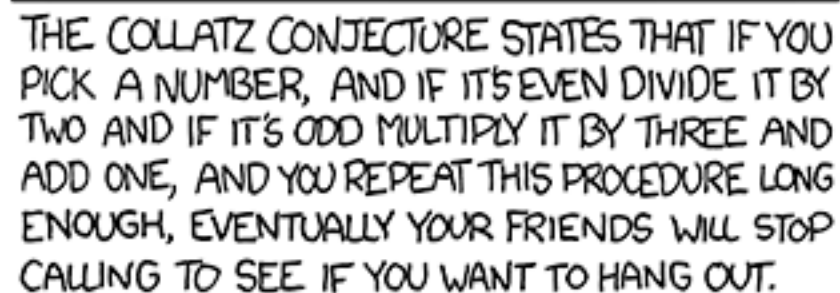 THE COLLATZ CONJECTURE STATES THAT IF YOU
PICK A NUMBER, AND IF IT'S EVEN DIVIDE IT BY
TWO AND IF IT'S ODD MULTIPLY IT BY THREE AND
ADD ONE, AND YOU REPEAT THIS PROCEDURE LONG
ENOUGH, EVENTUALLY YOUR FRIENDS WILL STOP
CALLING TO SEE IF YOU WANT TO HANG OUT.